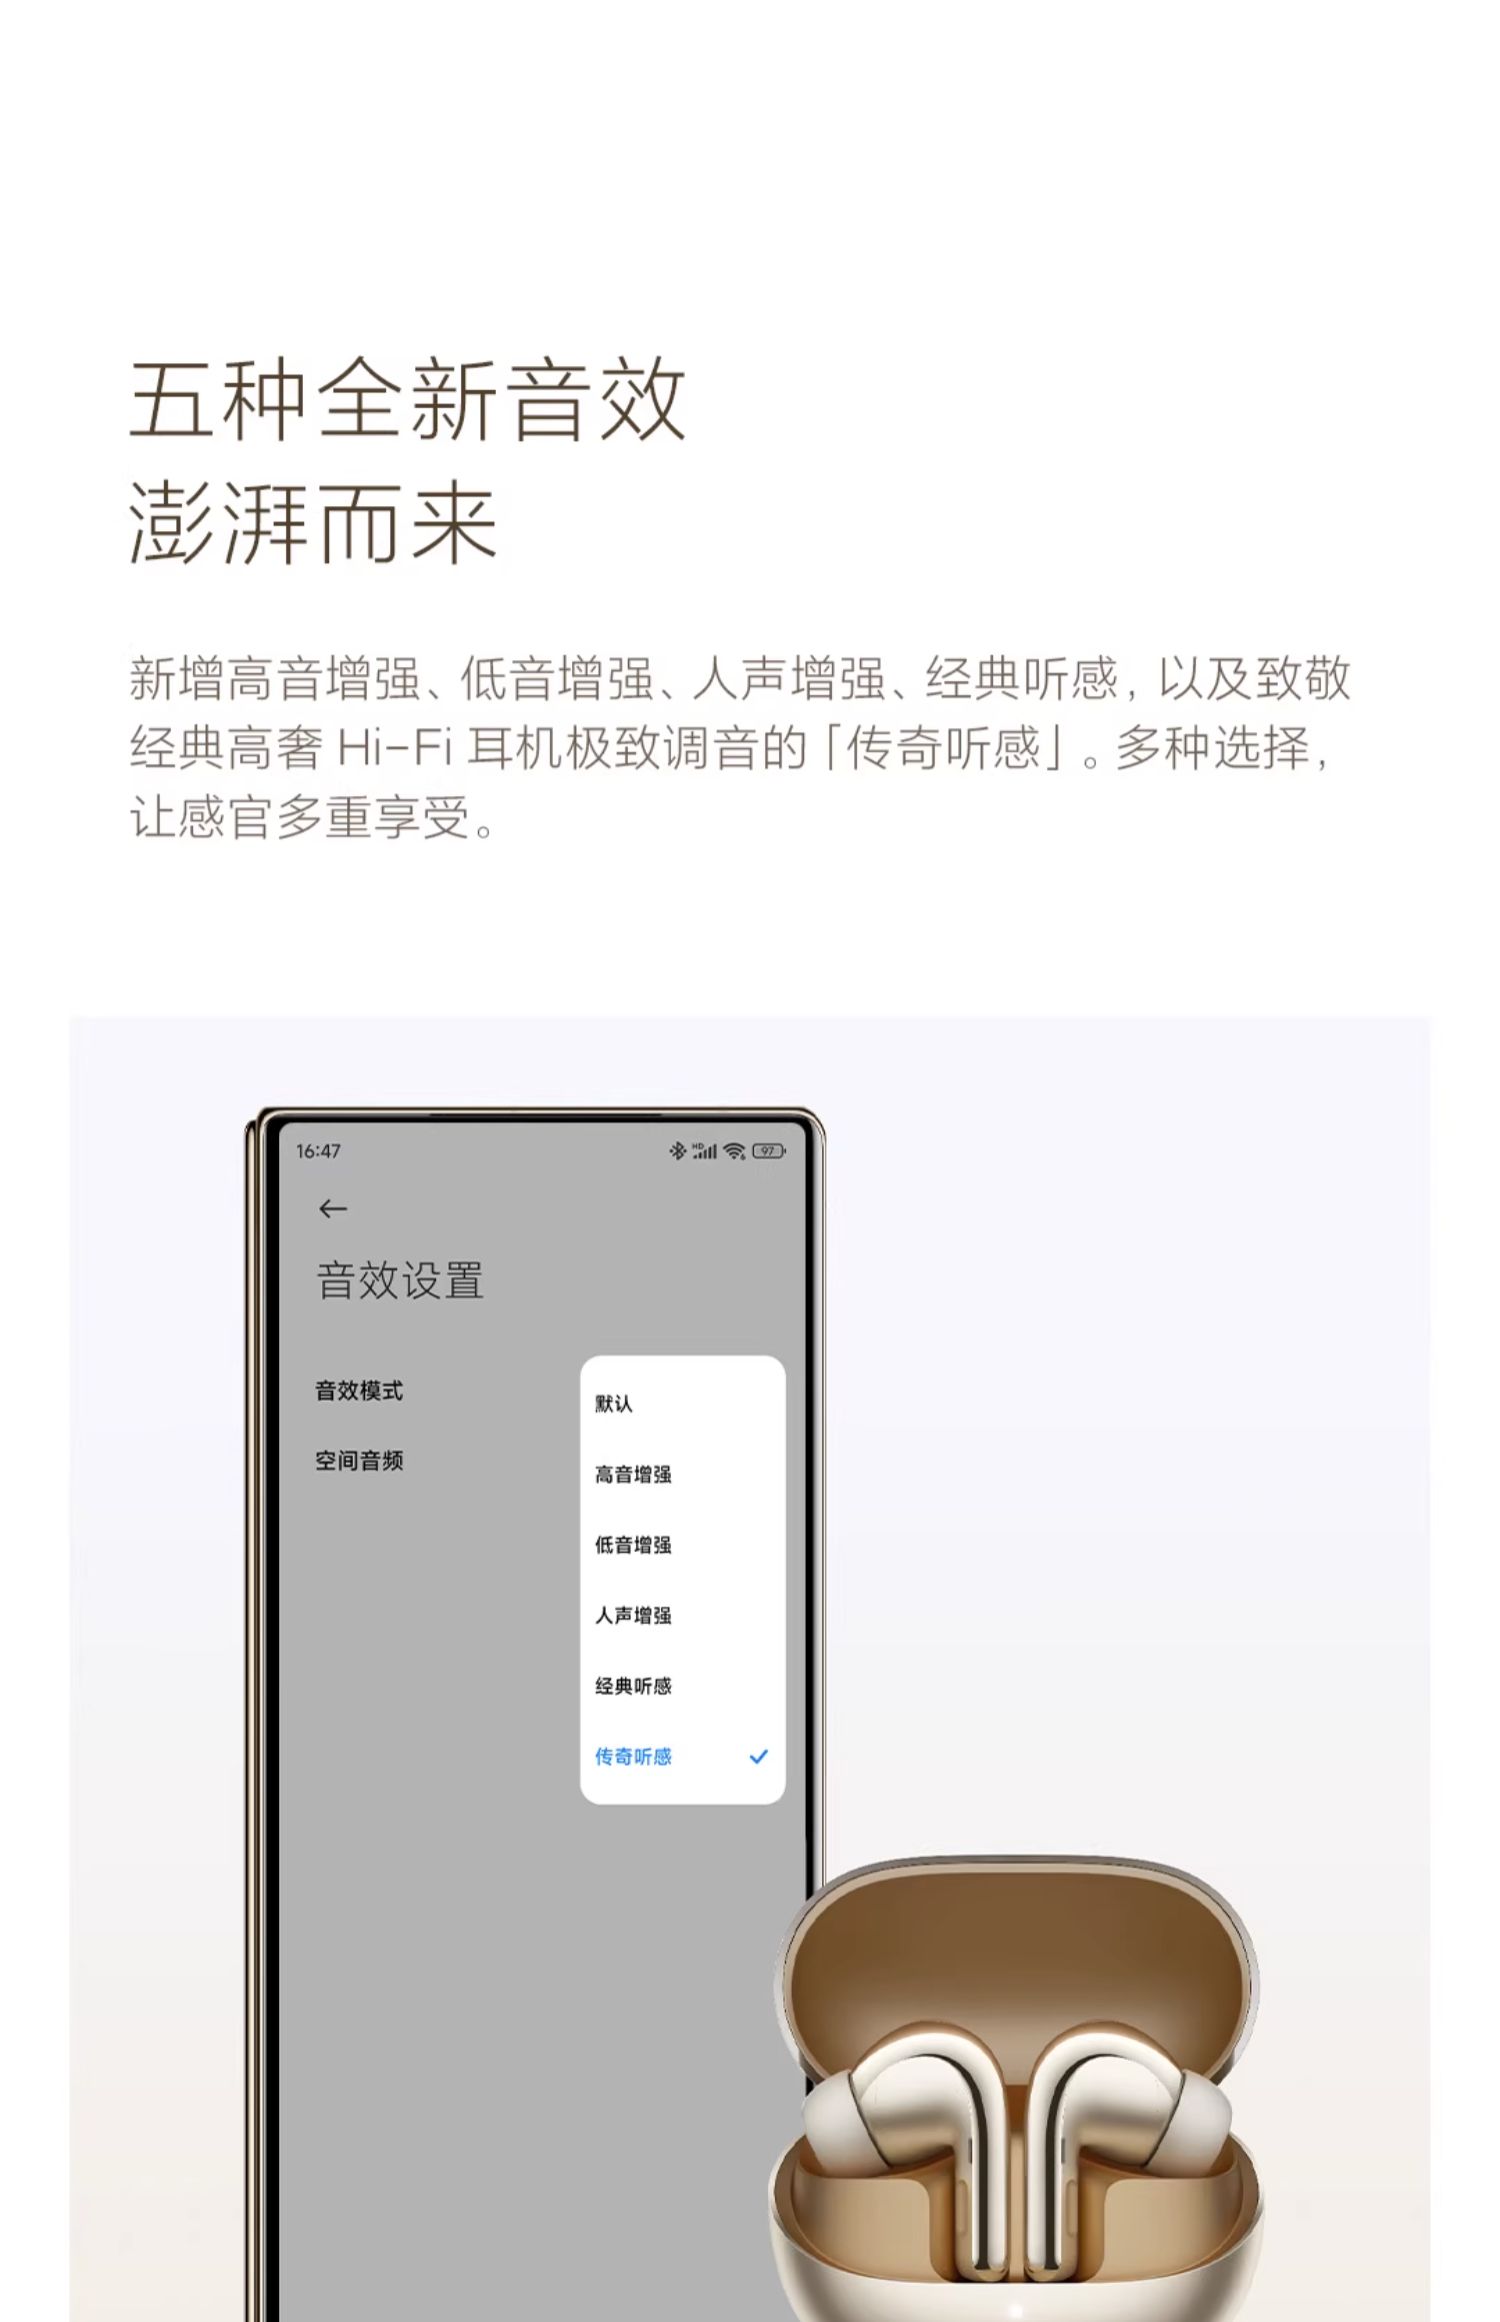 五种全新音效
澎湃而来
新增高音增强、低音增强、人声增强、经典听感，以及致敬
经典高奢 Hi-Fi 耳机极致调音的「传奇听感」。多种选择，
让感官多重享受。
16:47
HD
6
97
音效设置
音效模式
空间音频
默认
高音增强
低音增强
人声增强
经典听感
传奇听感